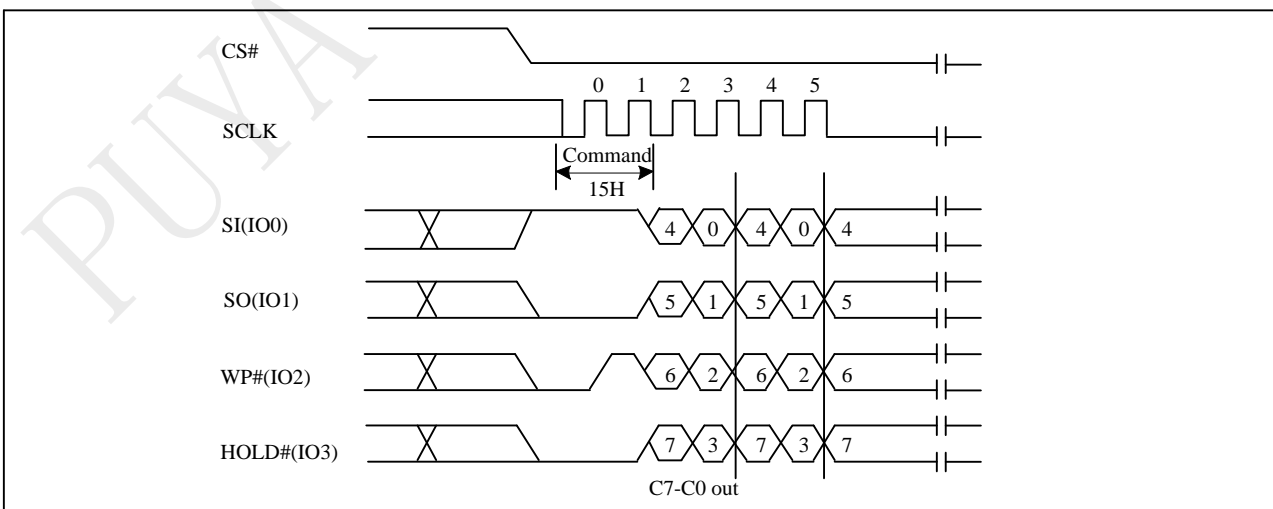 PUYA
CS#
0 1 2 3 4 5
SCLK
Command
15H
SI(IO0) 4 0 4 0 4
SO(IO1) 5 1 5 1 5
WP#(IO2) 6 2 6 2 6
HOLD#(IO3) 7 3 7 3 7
C7-C0 out